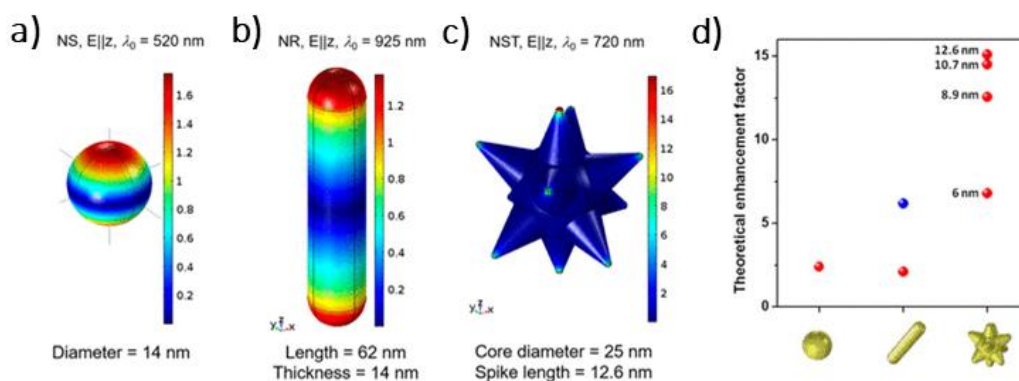 a)
NS, E||z, λ0 = 520 nm
1.6
1.4
1.2
1
0.8
0.6
0.4
0.2
Diameter = 14 nm
b)
NR, E||z, λ0 = 925 nm
1.2
1
0.8
0.6
0.4
0.2
y z x
Length = 62 nm
Thickness = 14 nm
c)
NST, E||z, λ0 = 720 nm
16
14
12
10
8
6
4
2
y z x
Core diameter = 25 nm
Spike length = 12.6 nm
d)
Theoretical enhancement factor
15
10
5
0
12.6 nm
10.7 nm
8.9 nm
6 nm